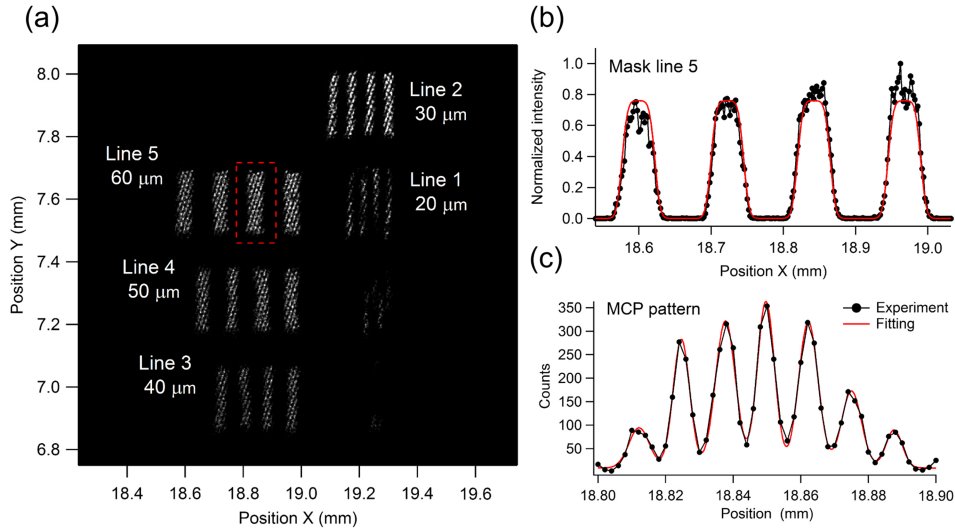 (a)
8.0
7.8
7.6
7.4
7.2
7.0
6.8
Position Y (mm)
18.4 18.6 18.8 19.0 19.2 19.4 19.6
Position X (mm)
Line 2
30 μm
Line 5
60 μm
Line 1
20 μm
Line 4
50 μm
Line 3
40 μm
(b)
Mask line 5
1.0
0.8
0.6
0.4
0.2
0.0
Normalized intensity
18.6 18.7 18.8 18.9 19.0
Position X (mm)
(c)
MCP pattern
Experiment
Fitting
350
300
250
200
150
100
50
Counts
18.80 18.82 18.84 18.86 18.88 18.90
Position (mm)